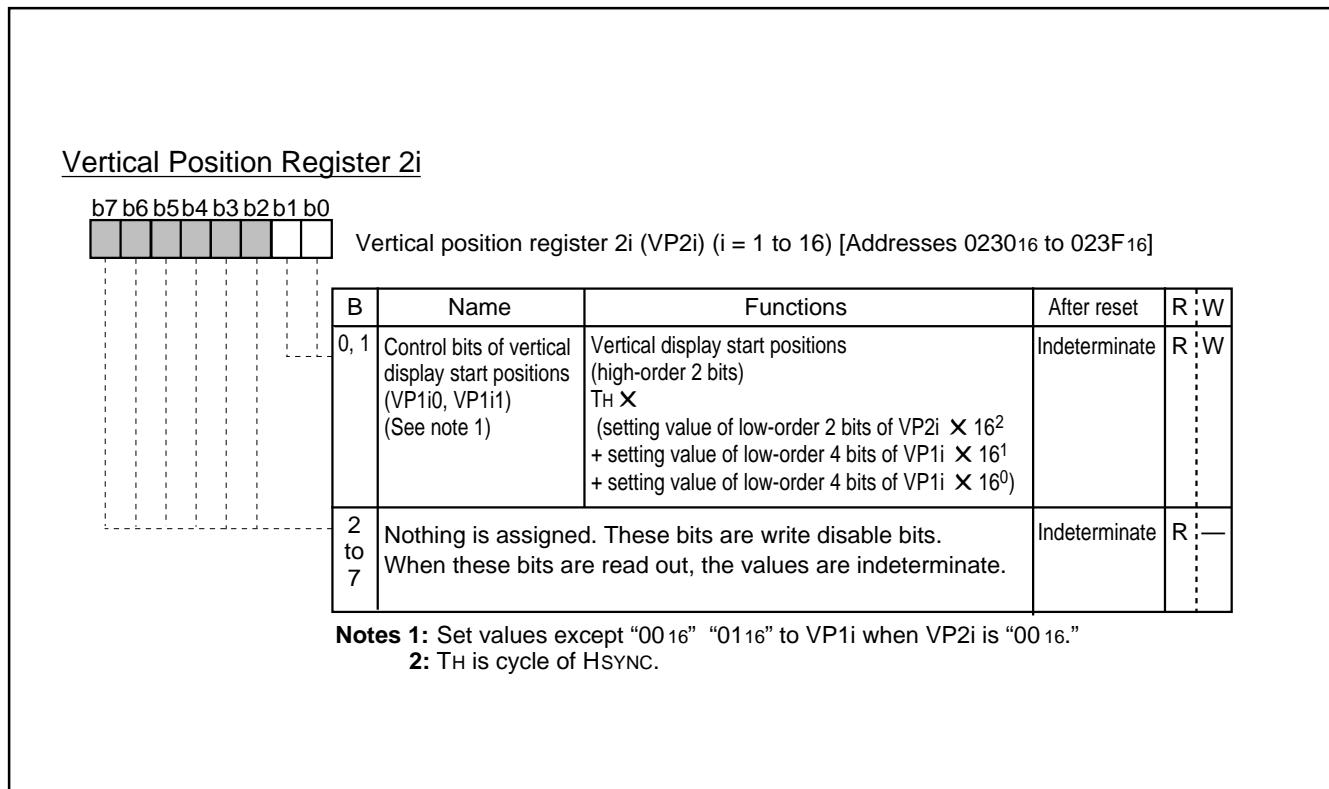 Vertical Position Register 2i
b7 b6 b5 b4 b3 b2 b1 b0
Vertical position register 2i (VP2i) (i = 1 to 16) [Addresses 023016 to 023F16]
B Name Functions After reset R W
0, 1 Control bits of vertical display start positions (VP1i0, VP1i1) (See note 1)
Vertical display start positions
(high-order 2 bits)
TH ×
(setting value of low-order 2 bits of VP2i × 16²
+ setting value of low-order 4 bits of VP1i × 16¹
+ setting value of low-order 4 bits of VP1i × 16⁰)
Indeterminate R W
2 to 7
Nothing is assigned. These bits are write disable bits.
When these bits are read out, the values are indeterminate.
Indeterminate R —
Notes 1: Set values except “0016” “0116” to VP1i when VP2i is “0016.”
2: TH is cycle of HSYNC.